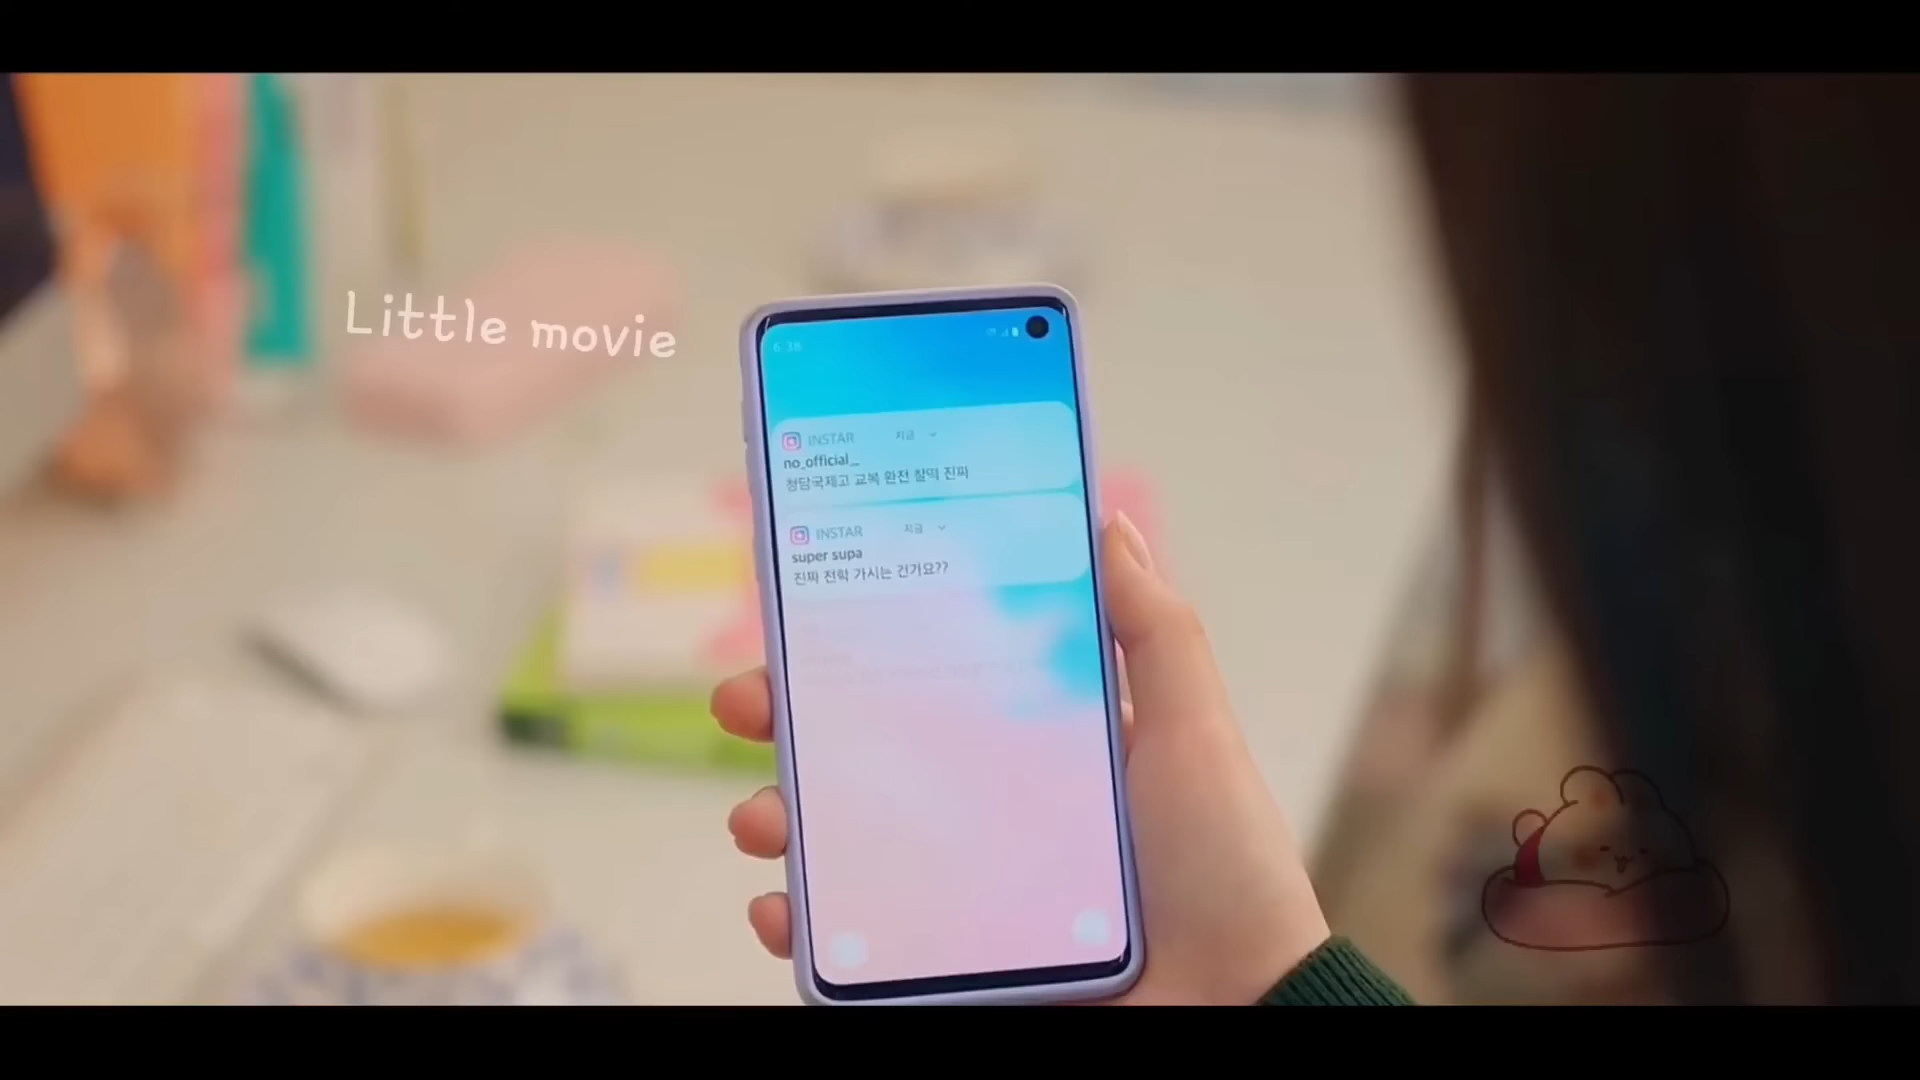 Little movie
6:38
INSTAR 지금
no_official_
청담국제고 교복 완전 찰떡 진짜
INSTAR 지금
super supa
진짜 전학 가시는 건가요??